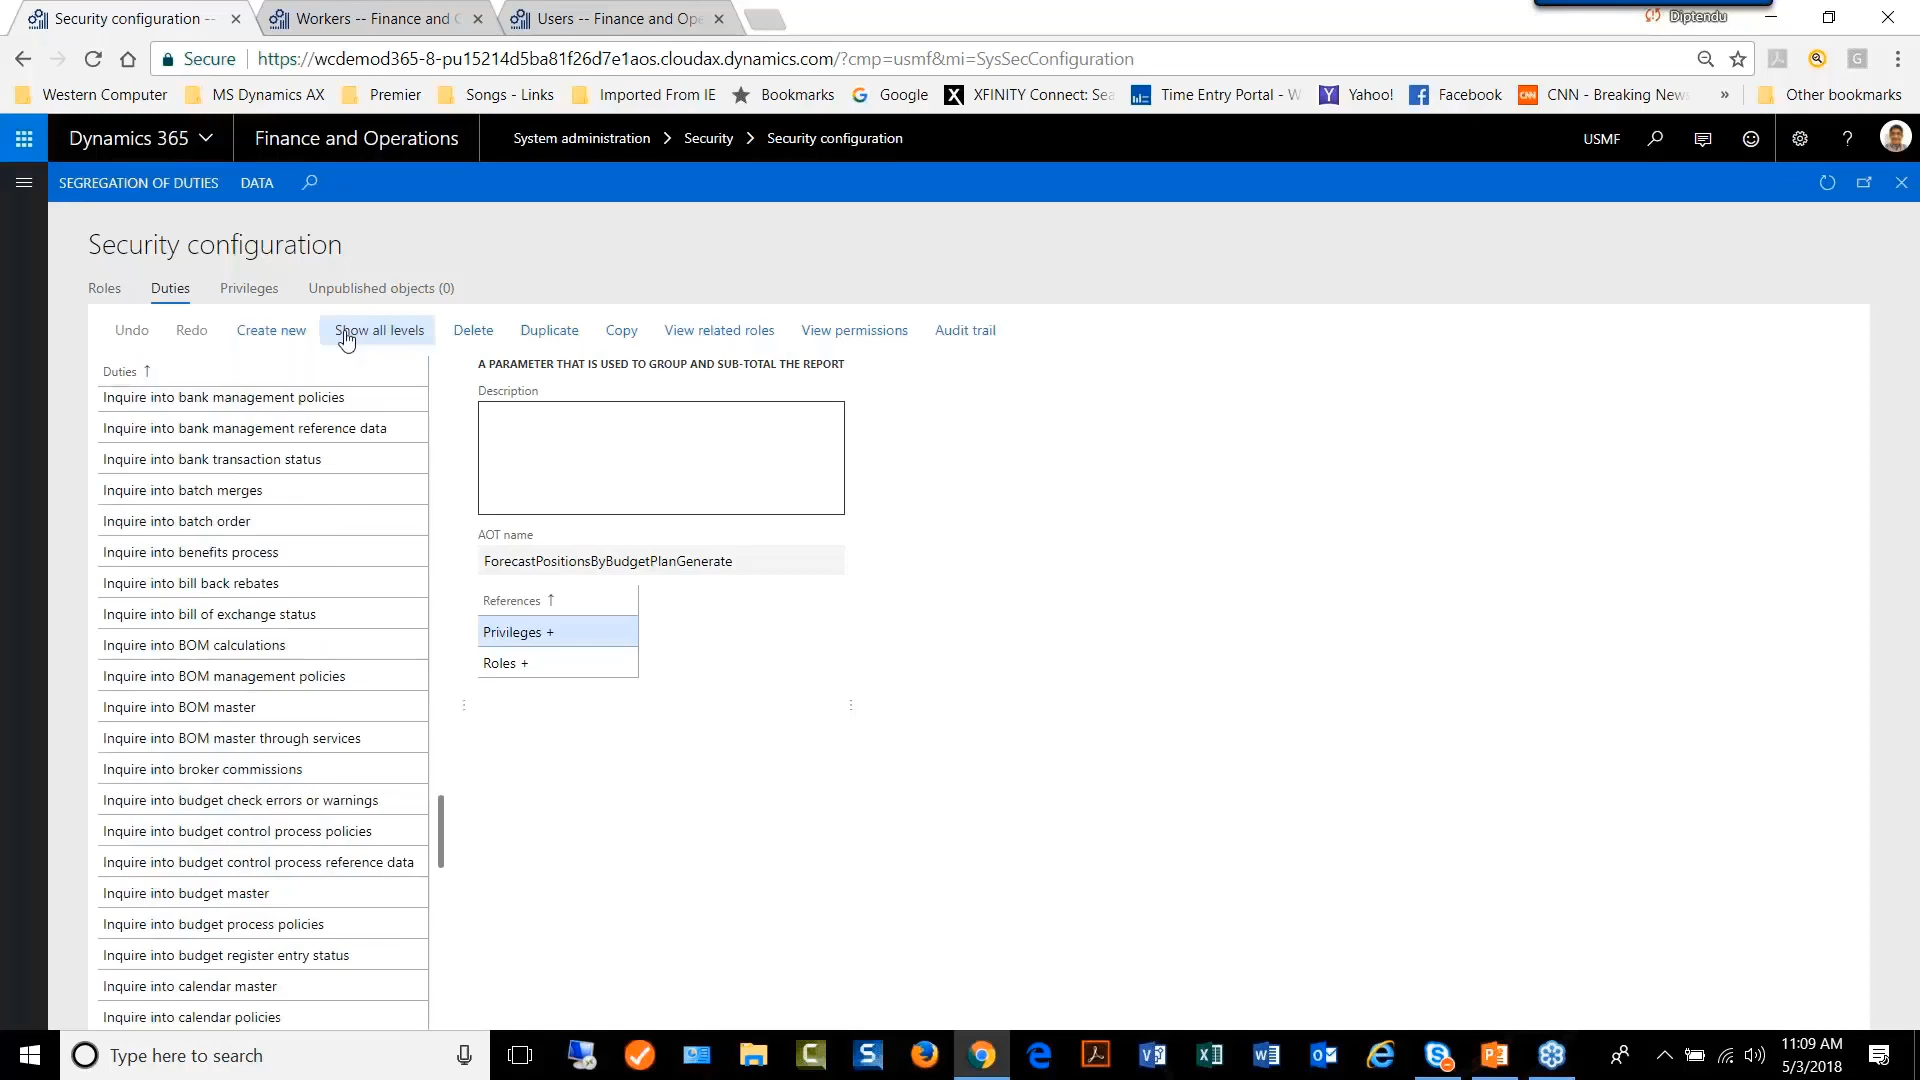 Security configuration --
Workers -- Finance and
Users -- Finance and Ope
Diptendu
Secure
https://wcdemod365-8-pu15214d5ba81f26d7e1aos.cloudax.dynamics.com/?cmp=usmf&mi=SysSecConfiguration
Western Computer
MS Dynamics AX
Premier
Songs - Links
Imported From IE
Bookmarks
Google
XFINITY Connect: Sea
Time Entry Portal - W
Yahoo!
Facebook
CNN - Breaking News
»
Other bookmarks
Dynamics 365
Finance and Operations
System administration > Security > Security configuration
USMF
SEGREGATION OF DUTIES
DATA
Security configuration
Roles
Duties
Privileges
Unpublished objects (0)
Undo
Redo
Create new
Show all levels
Delete
Duplicate
Copy
View related roles
View permissions
Audit trail
Duties ↑
Inquire into bank management policies
Inquire into bank management reference data
Inquire into bank transaction status
Inquire into batch merges
Inquire into batch order
Inquire into benefits process
Inquire into bill back rebates
Inquire into bill of exchange status
Inquire into BOM calculations
Inquire into BOM management policies
Inquire into BOM master
Inquire into BOM master through services
Inquire into broker commissions
Inquire into budget check errors or warnings
Inquire into budget control process policies
Inquire into budget control process reference data
Inquire into budget master
Inquire into budget process policies
Inquire into budget register entry status
Inquire into calendar master
Inquire into calendar policies
A PARAMETER THAT IS USED TO GROUP AND SUB-TOTAL THE REPORT
Description
AOT name
ForecastPositionsByBudgetPlanGenerate
References ↑
Privileges +
Roles +
Type here to search
11:09 AM
5/3/2018